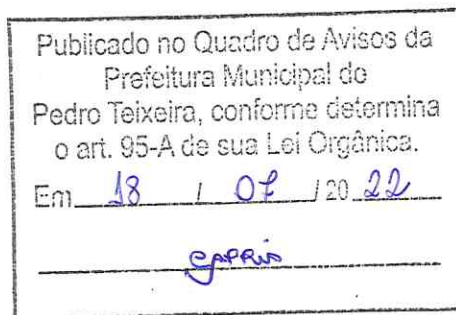 Publicado no Quadro de Avisos da
Prefeitura Municipal de
Pedro Teixeira, conforme determina
o art. 95-A de sua Lei Orgânica.
Em 18 / 07 / 20 22